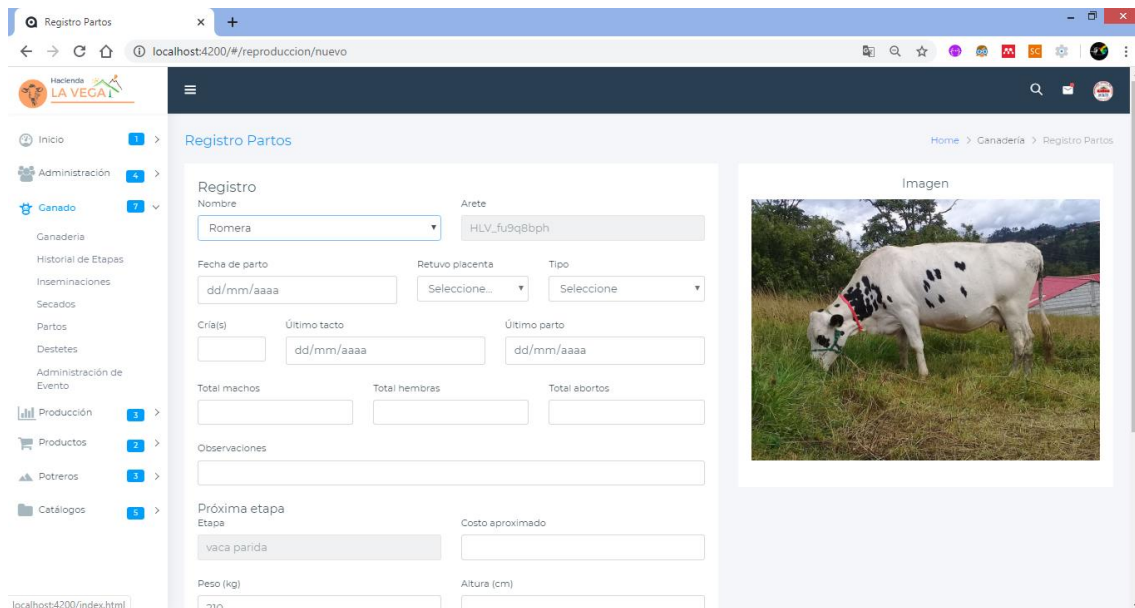 Registro Partos
localhost:4200/#/reproduccion/nuevo
SC
Hacienda
LA VEGA
Inicio 1
Administración 4
Ganado 7
Ganaderia
Historial de Etapas
Inseminaciones
Secados
Partos
Destetes
Administración de
Evento
Producción 3
Productos 2
Potreros 3
Catálogos 5
Registro Partos
Home > Ganadería > Registro Partos
Registro
Nombre Arete
Romera HLV_fu9q8bph
Fecha de parto Retuvo placenta Tipo
dd/mm/aaaa Seleccione... Seleccione
Cría(s) Último tacto Último parto
dd/mm/aaaa dd/mm/aaaa
Total machos Total hembras Total abortos
Observaciones
Próxima etapa
Etapa Costo aproximado
vaca parida
Peso (kg) Altura (cm)
210
Imagen
localhost:4200/index.html